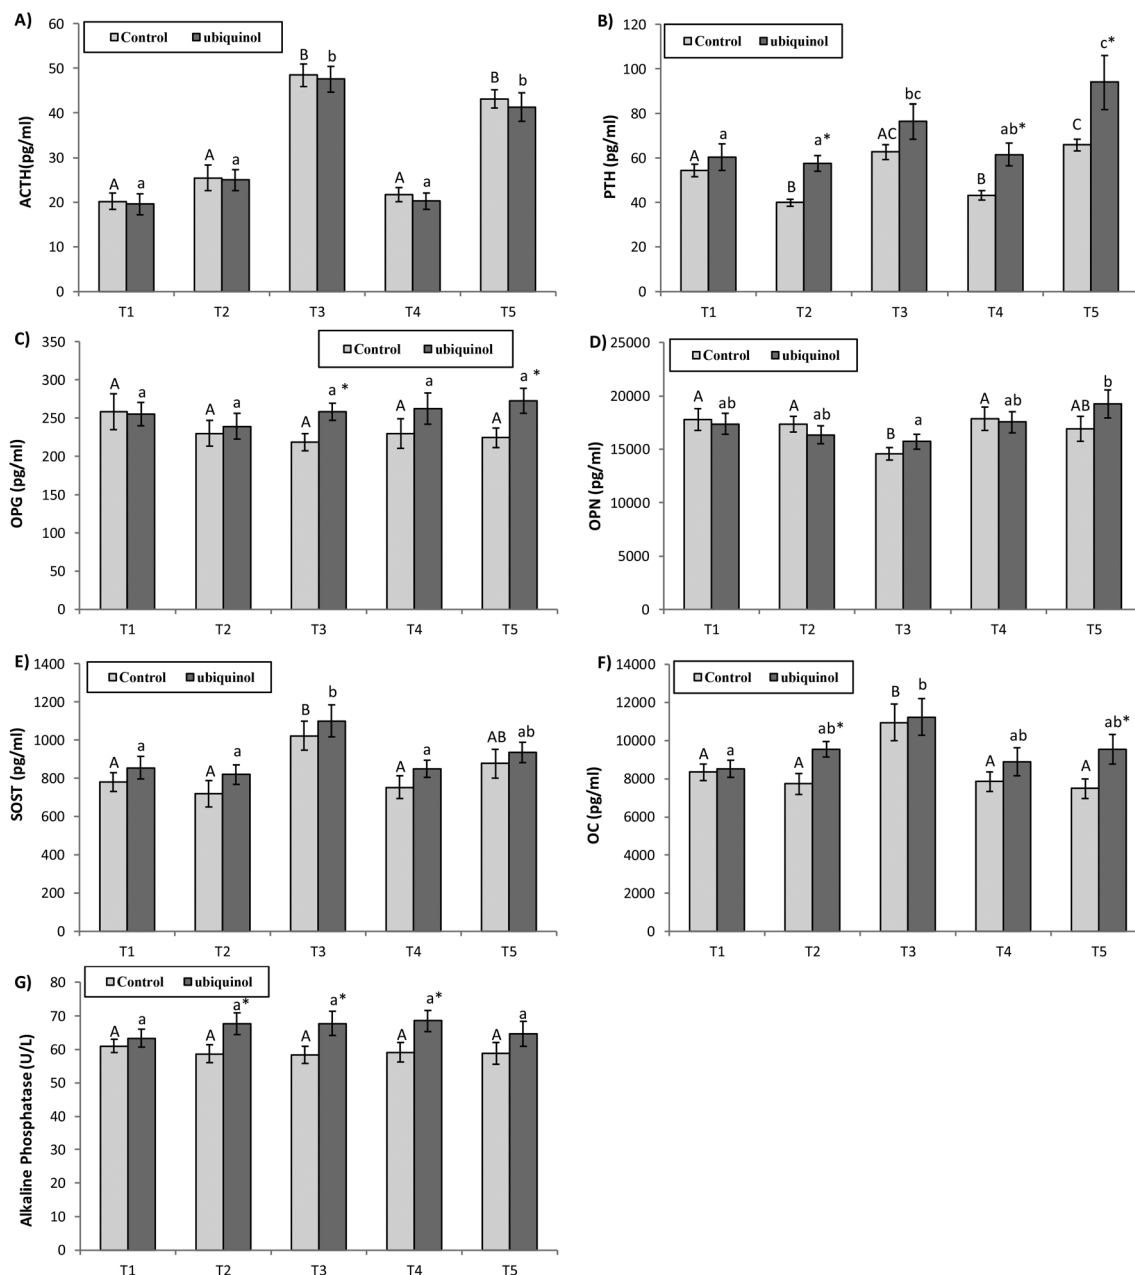 A)
ACTH(pg/ml)
60
50
40
30
20
10
0
Control ubiquinol
A a A a B b A a B b
T1 T2 T3 T4 T5
B)
PTH (pg/ml)
120
100
80
60
40
20
0
Control ubiquinol
A a B a* AC bc B ab* C c*
T1 T2 T3 T4 T5
C)
OPG (pg/ml)
350
300
250
200
150
100
50
0
Control ubiquinol
A a A a A a * A a A a *
T1 T2 T3 T4 T5
D)
OPN (pg/ml)
25000
20000
15000
10000
5000
0
Control ubiquinol
A ab A ab B a A ab AB b
T1 T2 T3 T4 T5
E)
SOST (pg/ml)
1400
1200
1000
800
600
400
200
0
Control ubiquinol
A a A a B b A a AB ab
T1 T2 T3 T4 T5
F)
OC (pg/ml)
14000
12000
10000
8000
6000
4000
2000
0
Control ubiquinol
A a A ab* B b A ab A ab*
T1 T2 T3 T4 T5
G)
Alkaline Phosphatase (U/L)
80
70
60
50
40
30
20
10
0
Control ubiquinol
A a A a* A a* A a* A a
T1 T2 T3 T4 T5